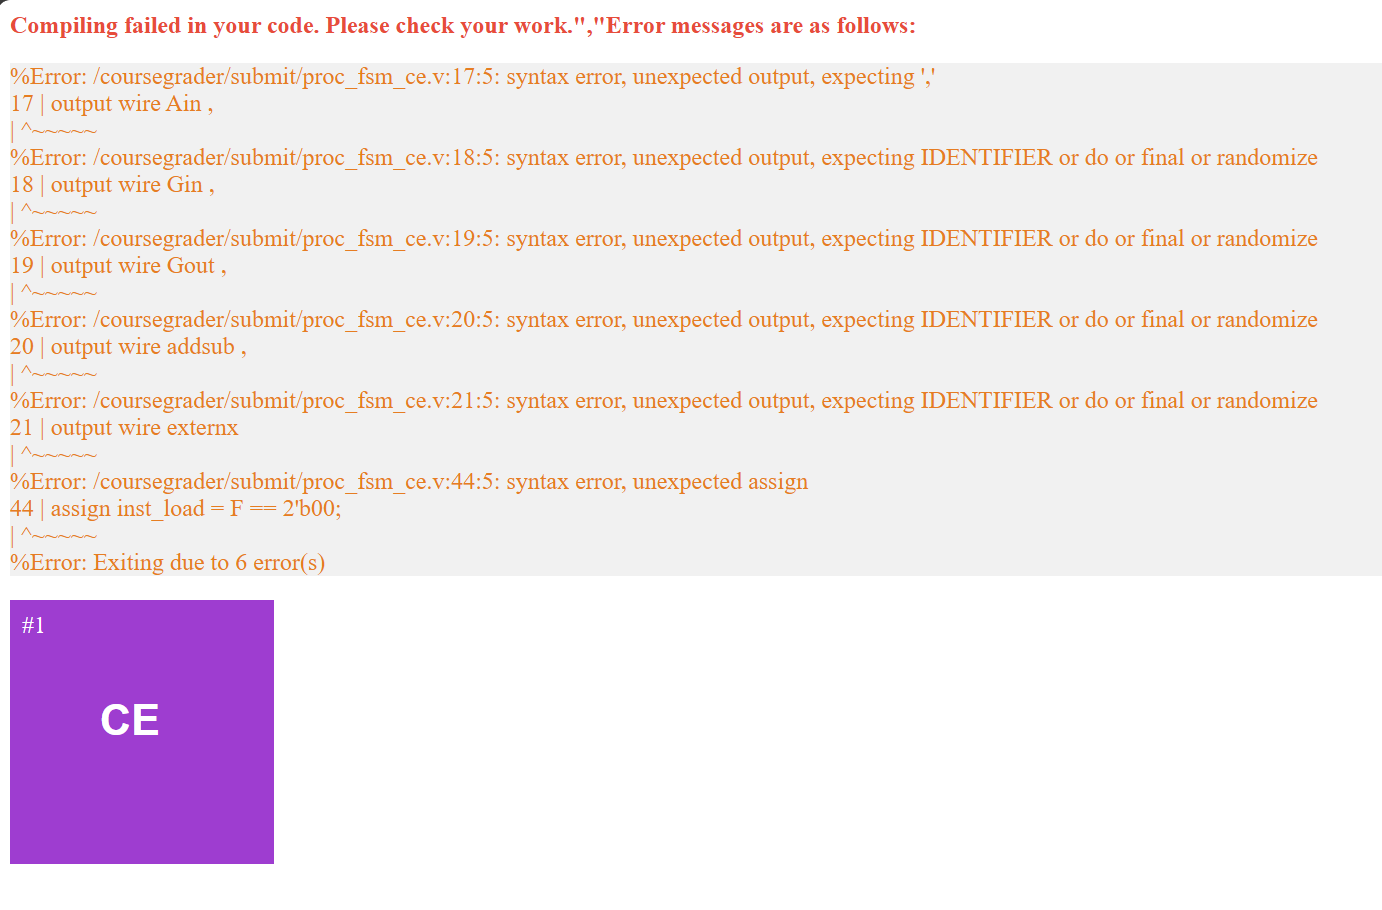 Compiling failed in your code. Please check your work.","Error messages are as follows:
%Error: /coursegrader/submit/proc_fsm_ce.v:17:5: syntax error, unexpected output, expecting ','
17 | output wire Ain ,
| ^~~~~~
%Error: /coursegrader/submit/proc_fsm_ce.v:18:5: syntax error, unexpected output, expecting IDENTIFIER or do or final or randomize
18 | output wire Gin ,
| ^~~~~~
%Error: /coursegrader/submit/proc_fsm_ce.v:19:5: syntax error, unexpected output, expecting IDENTIFIER or do or final or randomize
19 | output wire Gout ,
| ^~~~~~
%Error: /coursegrader/submit/proc_fsm_ce.v:20:5: syntax error, unexpected output, expecting IDENTIFIER or do or final or randomize
20 | output wire addsub ,
| ^~~~~~
%Error: /coursegrader/submit/proc_fsm_ce.v:21:5: syntax error, unexpected output, expecting IDENTIFIER or do or final or randomize
21 | output wire externx
| ^~~~~~
%Error: /coursegrader/submit/proc_fsm_ce.v:44:5: syntax error, unexpected assign
44 | assign inst_load = F == 2'b00;
| ^~~~~~
%Error: Exiting due to 6 error(s)
#1
CE